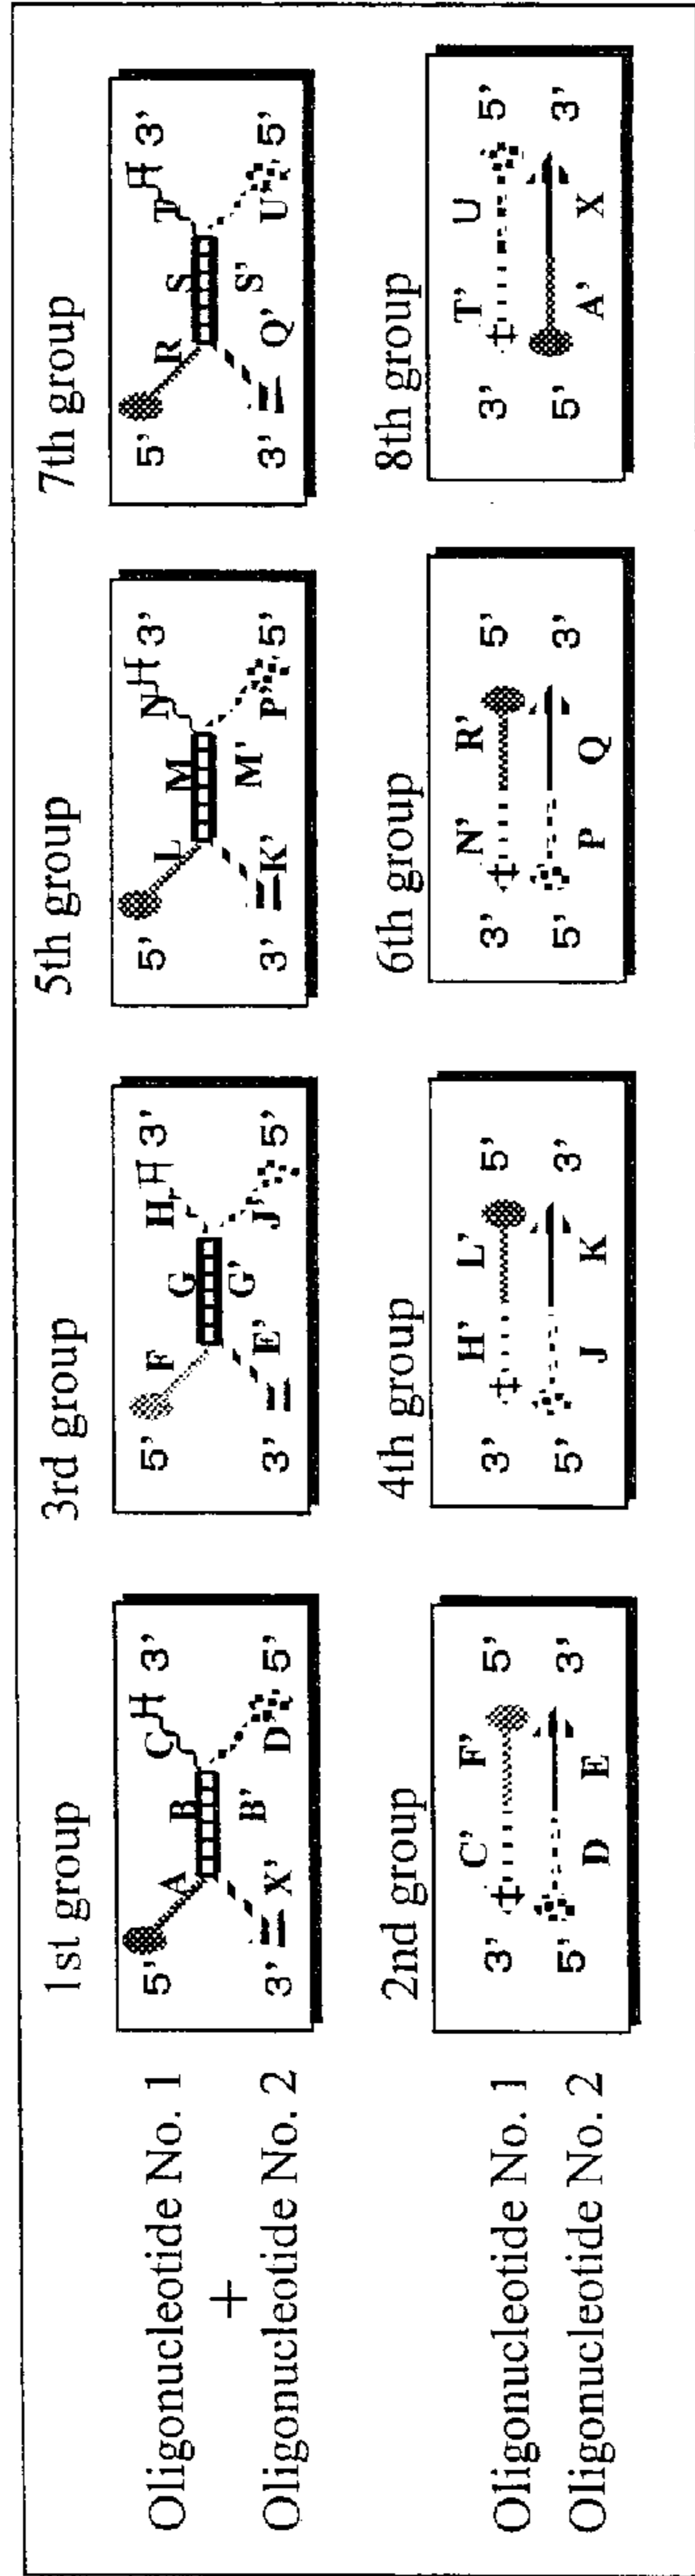 1st group 3rd group 5th group 7th group
Oligonucleotide No. 1 5' A B C 3' 5' F G H 3' 5' L M N 3' 5' R S T 3'
+
Oligonucleotide No. 2 3' X' B' D' 5' 3' E' G' J' 5' 3' K' M' P' 5' 3' Q' S' U' 5'
2nd group 4th group 6th group 8th group
Oligonucleotide No. 1 3' C' F' 5' 3' H' L' 5' 3' N' R' 5' 3' T' U 5'
Oligonucleotide No. 2 5' D E 3' 5' J K 3' 5' P Q 3' 5' A' X 3'